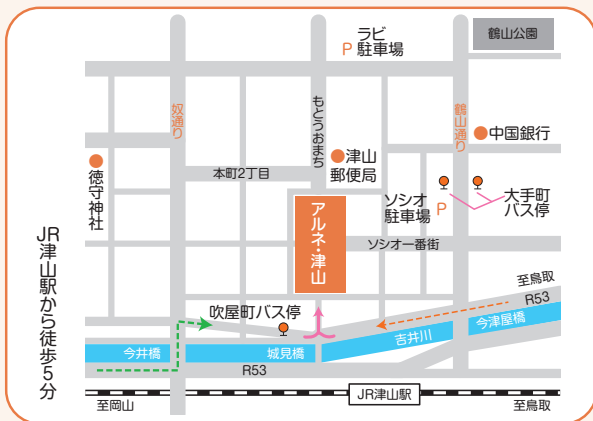 鶴山公園
ラビ
P 駐車場
奴通り
もとうおまち
鶴山通り
中国銀行
津山
郵便局
徳守神社
本町2丁目
ソシオ
駐車場 P
大手町
バス停
アルネ・津山
ソシオ一番街
JR津山駅から徒歩5分
吹屋町バス停
至鳥取
R53
今井橋
城見橋
吉井川
今津屋橋
R53
JR津山駅
至岡山
至鳥取